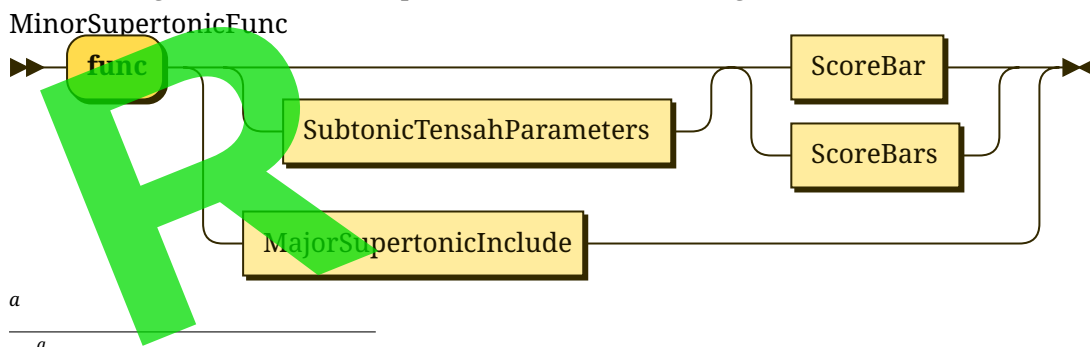 MinorSupertonicFunc
func
ScoreBar
SubtonicTensahParameters
ScoreBars
MajorSupertonicInclude
a
a
R